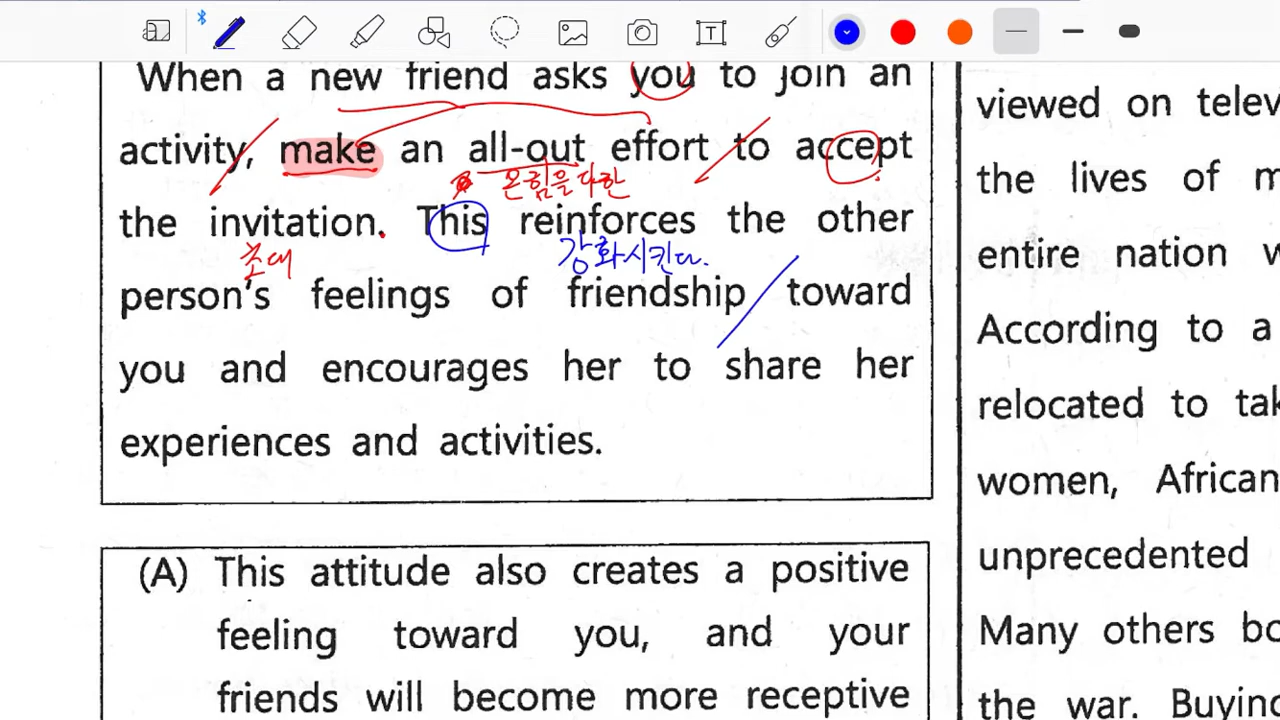 When a new friend asks you to join an
activity, make an all-out effort to accept
온힘을 다한
the invitation. This reinforces the other
초대
강화시킨다.
person's feelings of friendship toward
you and encourages her to share her
experiences and activities.
(A) This attitude also creates a positive
feeling toward you, and your
friends will become more receptive
viewed on telev
the lives of m
entire nation w
According to a
relocated to tak
women, African
unprecedented
Many others bo
the war. Buying
T